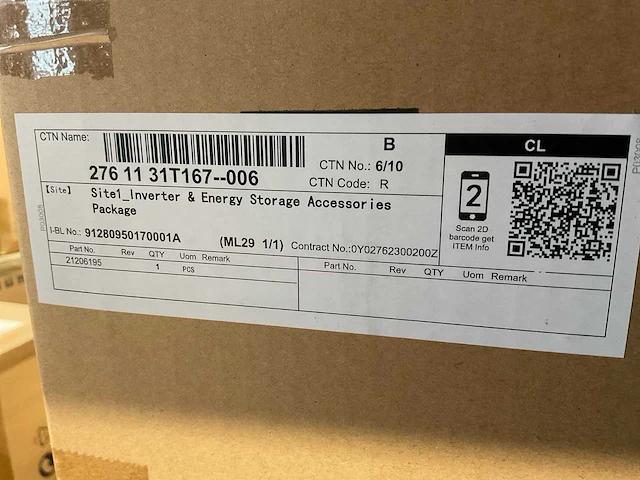 CTN Name:
276 11 31T167--006
B
CTN No.: 6/10
CTN Code: R
CL
【Site】 Site1_Inverter & Energy Storage Accessories
Package
2
Scan 2D
barcode get
ITEM Info
I-BL No.: 91280950170001A (ML29 1/1) Contract No.:0Y02762300200Z
Part No. Rev QTY Uom Remark
21206195 1 PCS
Part No. Rev QTY Uom Remark